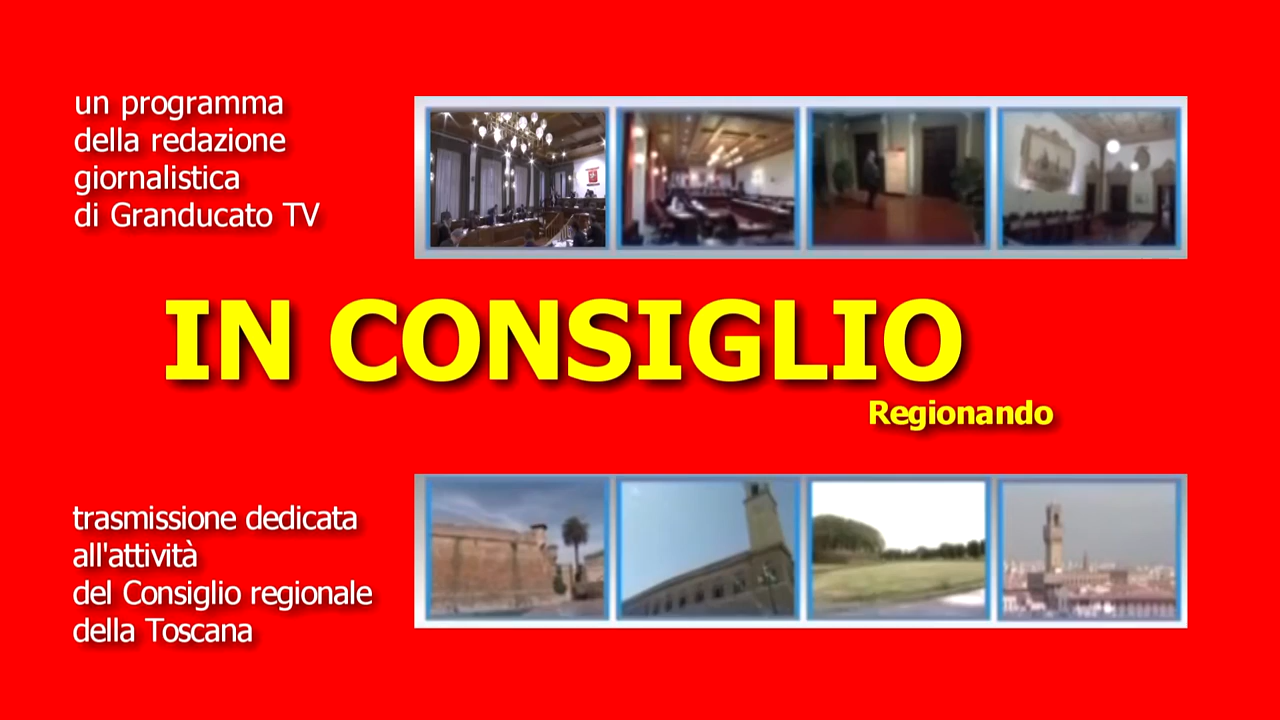 un programma
della redazione
giornalistica
di Granducato TV
IN CONSIGLIO
Regionando
trasmissione dedicata
all'attività
del Consiglio regionale
della Toscana